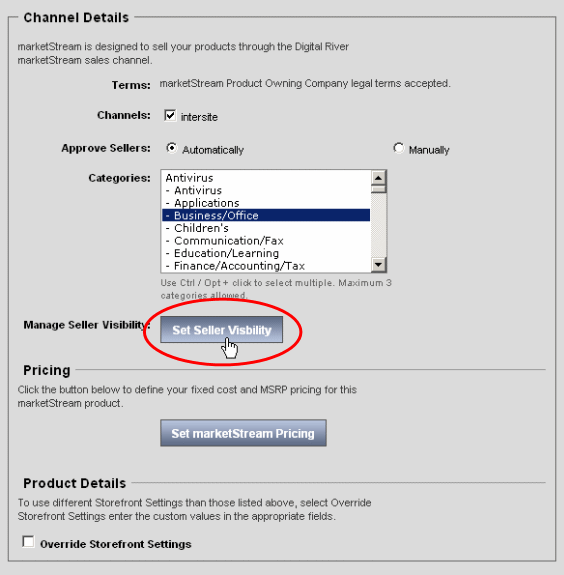 Channel Details
marketStream is designed to sell your products through the Digital River
marketStream sales channel.
Terms: marketStream Product Owning Company legal terms accepted.
Channels: intersite
Approve Sellers: Automatically Manually
Categories: Antivirus
- Antivirus
- Applications
- Business/Office
- Children's
- Communication/Fax
- Education/Learning
- Finance/Accounting/Tax
Use Ctrl / Opt + click to select multiple. Maximum 3
categories allowed.
Manage Seller Visibility: Set Seller Visbility
Pricing
Click the button below to define your fixed cost and MSRP pricing for this
marketStream product.
Set marketStream Pricing
Product Details
To use different Storefront Settings than those listed above, select Override
Storefront Settings enter the custom values in the appropriate fields.
Override Storefront Settings